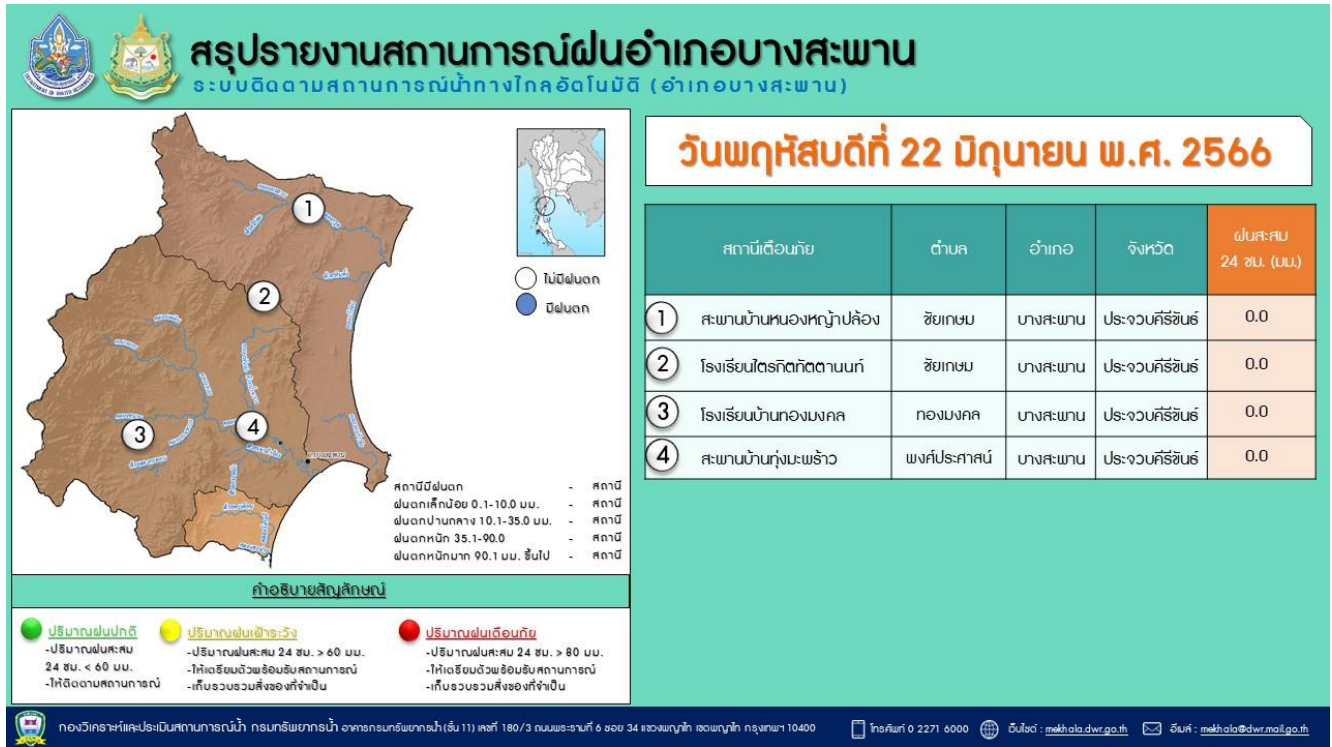 สรุปรายงานสถานการณ์ฝนอำเภอบางสะพาน
ระบบติดตามสถานการณ์น้ำทางไกลอัตโนมัติ (อำเภอบางสะพาน)
วันพฤหัสบดีที่ 22 มิถุนายน พ.ศ. 2566
1
2
3
4
ไม่มีฝนตก
มีฝนตก
สถานีมีฝนตก - สถานี
ฝนตกเล็กน้อย 0.1-10.0 มม. - สถานี
ฝนตกปานกลาง 10.1-35.0 มม. - สถานี
ฝนตกหนัก 35.1-90.0 - สถานี
ฝนตกหนักมาก 90.1 มม. ขึ้นไป - สถานี
สถานีเตือนภัย ตำบล อำเภอ จังหวัด ฝนสะสม 24 ชม. (มม.)
1 สะพานบ้านหนองหญ้าปล้อง ชัยเกษม บางสะพาน ประจวบคีรีขันธ์ 0.0
2 โรงเรียนไตรกิตทัตตานนท์ ชัยเกษม บางสะพาน ประจวบคีรีขันธ์ 0.0
3 โรงเรียนบ้านทองมงคล ทองมงคล บางสะพาน ประจวบคีรีขันธ์ 0.0
4 สะพานบ้านทุ่งมะพร้าว พงศ์ประศาสน์ บางสะพาน ประจวบคีรีขันธ์ 0.0
คำอธิบายสัญลักษณ์
ปริมาณฝนปกติ
-ปริมาณฝนสะสม
24 ชม. < 60 มม.
-ให้ติดตามสถานการณ์
ปริมาณฝนเฝ้าระวัง
-ปริมาณฝนสะสม 24 ชม. > 60 มม.
-ให้เตรียมตัวพร้อมรับสถานการณ์
-เก็บรวบรวมสิ่งของที่จำเป็น
ปริมาณฝนเตือนภัย
-ปริมาณฝนสะสม 24 ชม. > 80 มม.
-ให้เตรียมตัวพร้อมรับสถานการณ์
-เก็บรวบรวมสิ่งของที่จำเป็น
กองวิเคราะห์และประเมินสถานการณ์น้ำ กรมทรัพยากรน้ำ อาคารกรมทรัพยากรน้ำ (ชั้น 11) เลขที่ 180/3 ถนนพระรามที่ 6 ซอย 34 แขวงพญาไท เขตพญาไท กรุงเทพฯ 10400 โทรศัพท์ 0 2271 6000 เว็บไซต์ : mekhala.dwr.go.th อีเมล์ : mekhala@dwr.mail.go.th